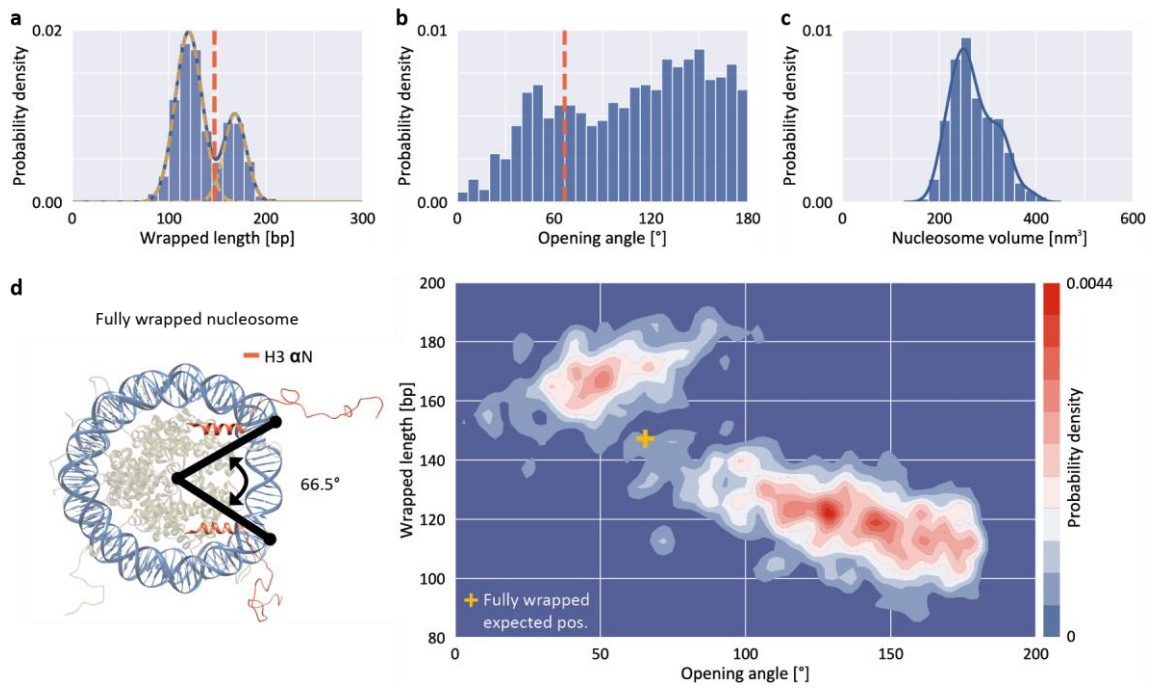 a
0.02
Probability density
0.00
0
100
200
300
Wrapped length [bp]
b
0.01
Probability density
0.00
0
60
120
180
Opening angle [°]
c
0.01
Probability density
0.00
0
200
400
600
Nucleosome volume [nm³]
d
Fully wrapped nucleosome
H3 αN
66.5°
200
180
160
140
120
100
80
Wrapped length [bp]
Fully wrapped
expected pos.
0
50
100
150
200
Opening angle [°]
0.0044
Probability density
0